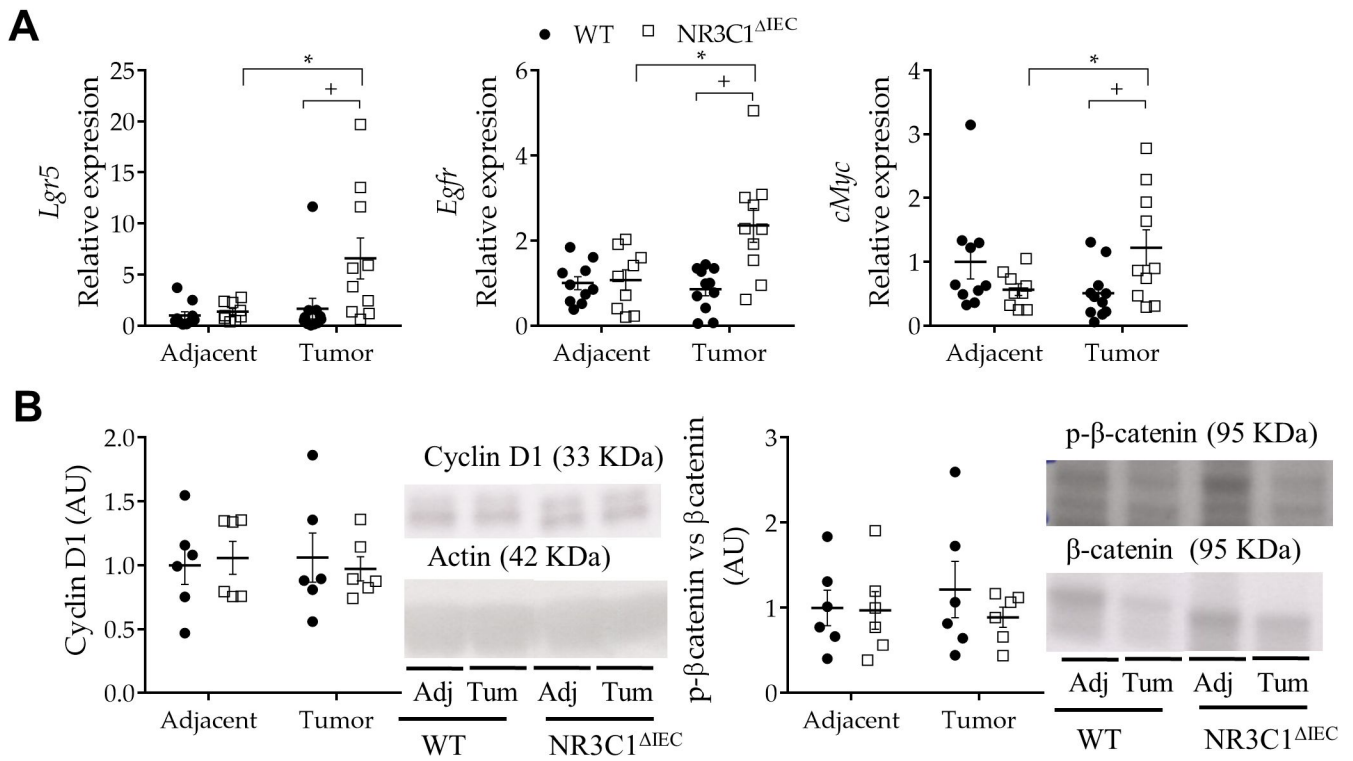 A
WT NR3C1ΔIEC
Lgr5
Relative expresion
25
20
15
10
5
0
*
+
Adjacent Tumor
Egfr
Relative expresion
6
4
2
0
*
+
Adjacent Tumor
cMyc
Relative expresion
4
3
2
1
0
*
+
Adjacent Tumor
B
Cyclin D1 (AU)
2.0
1.5
1.0
0.5
0.0
Adjacent Tumor
Cyclin D1 (33 KDa)
Actin (42 KDa)
Adj Tum Adj Tum
WT NR3C1ΔIEC
p-βcatenin vs βcatenin
(AU)
3
2
1
0
Adjacent Tumor
p-β-catenin (95 KDa)
β-catenin (95 KDa)
Adj Tum Adj Tum
WT NR3C1ΔIEC